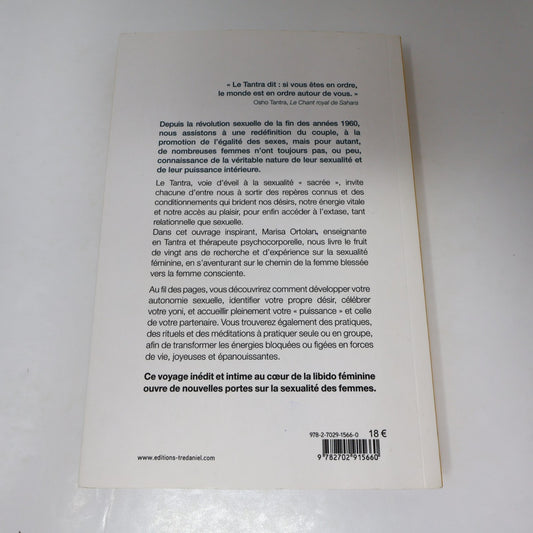 « Le Tantra dit : si vous êtes en ordre,
le monde est en ordre autour de vous. »
Osho Tantra, Le Chant royal de Sahara
Depuis la révolution sexuelle de la fin des années 1960,
nous assistons à une redéfinition du couple, à la
promotion de l'égalité des sexes, mais pour autant,
de nombreuses femmes n'ont toujours pas, ou peu,
connaissance de la véritable nature de leur sexualité et
de leur puissance intérieure.
Le Tantra, voie d'éveil à la sexualité « sacrée », invite
chacune d'entre nous à sortir des repères connus et des
conditionnements qui brident nos désirs, notre énergie vitale
et notre accès au plaisir, pour enfin accéder à l'extase, tant
relationnelle que sexuelle.
Dans cet ouvrage inspirant, Marisa Ortolan, enseignante
en Tantra et thérapeute psychocorporelle, nous livre le fruit
de vingt ans de recherche et d'expérience sur la sexualité
féminine, en s'aventurant sur le chemin de la femme blessée
vers la femme consciente.
Au fil des pages, vous découvrirez comment développer votre
autonomie sexuelle, identifier votre propre désir, célébrer
votre yoni, et accueillir pleinement votre « puissance » et celle
de votre partenaire. Vous trouverez également des pratiques,
des rituels et des méditations à pratiquer seule ou en groupe,
afin de transformer les énergies bloquées ou figées en forces
de vie, joyeuses et épanouissantes.
Ce voyage inédit et intime au cœur de la libido féminine
ouvre de nouvelles portes sur la sexualité des femmes.
978-2-7029-1566-0 18 €
www.editions-tredaniel.com
9 782702 915660